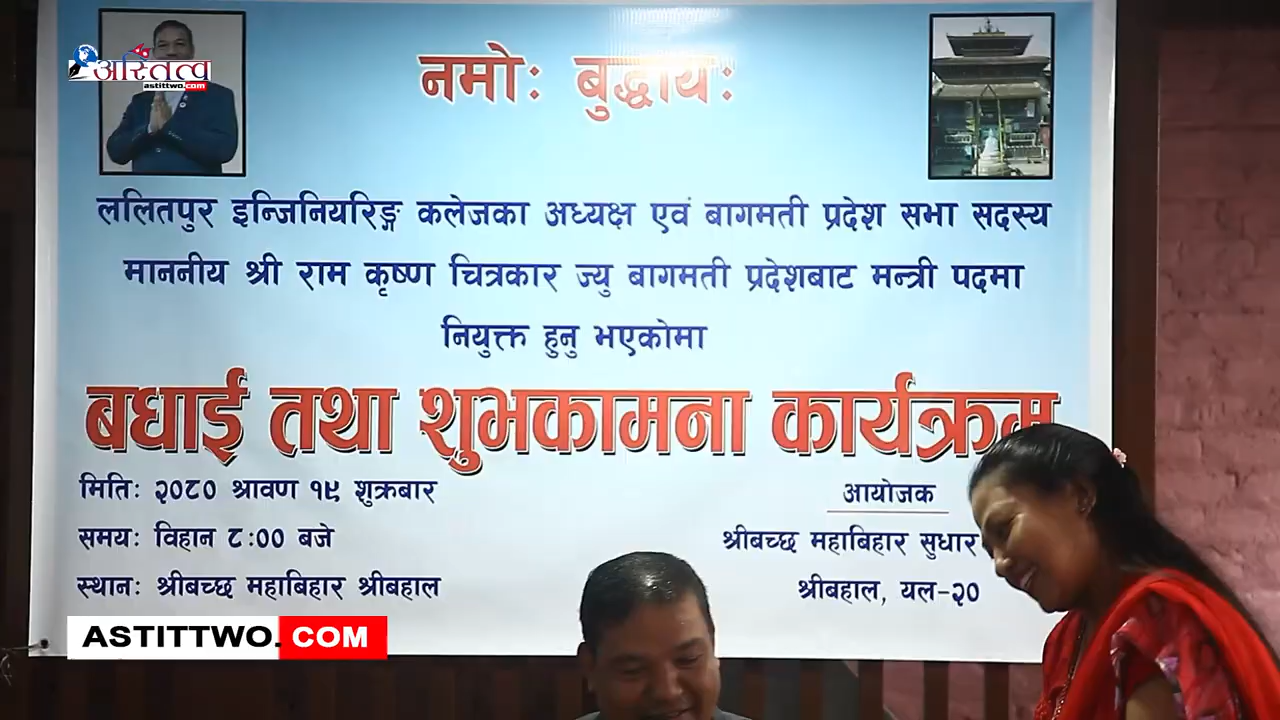 अस्तित्व
astittwo.com
नमोः बुद्धायः
ललितपुर इन्जिनियरिङ्ग कलेजका अध्यक्ष एवं बागमती प्रदेश सभा सदस्य
माननीय श्री राम कृष्ण चित्रकार ज्यु बागमती प्रदेशबाट मन्त्री पदमा
नियुक्त हुनु भएकोमा
बधाई तथा शुभकामना कार्यक्रम
मितिः २०८० श्रावण १९ शुक्रबार
समयः विहान ८:०० बजे
स्थानः श्रीबच्छ महाबिहार श्रीबहाल
आयोजक
श्रीबच्छ महाबिहार सुधार
श्रीबहाल, यल-२०
ASTITTWO.COM